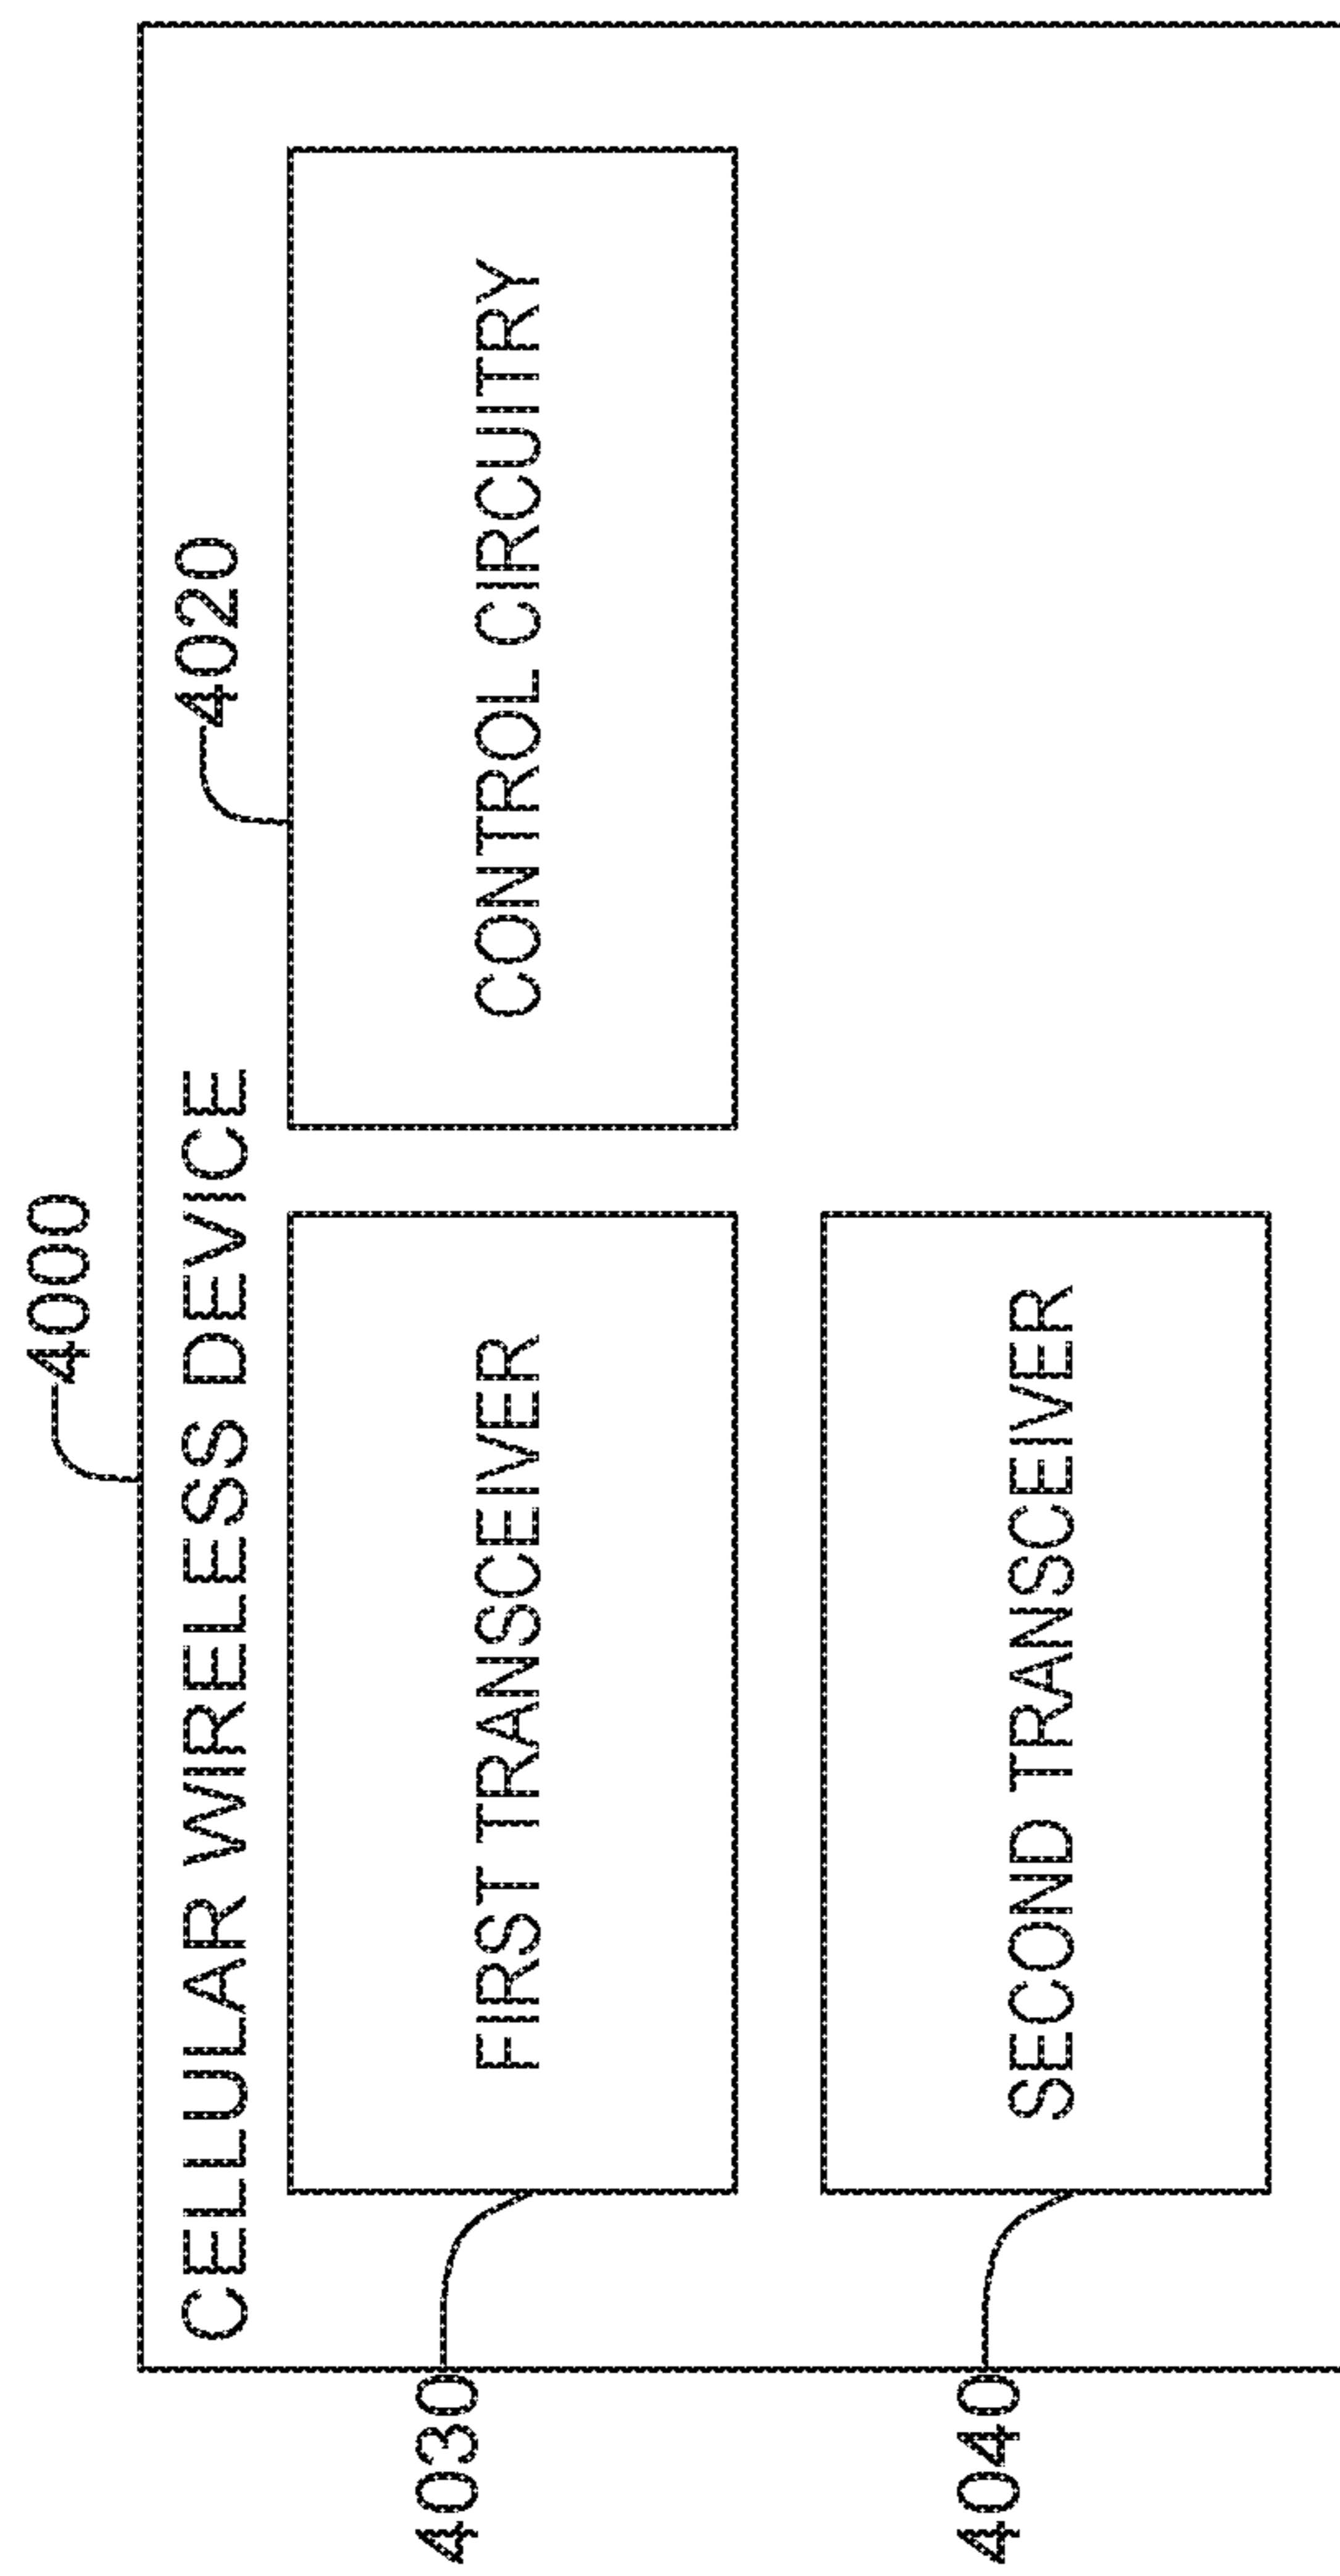 4000
CELLULAR WIRELESS DEVICE
4020
4030
FIRST TRANSCEIVER
CONTROL CIRCUITRY
4040
SECOND TRANSCEIVER